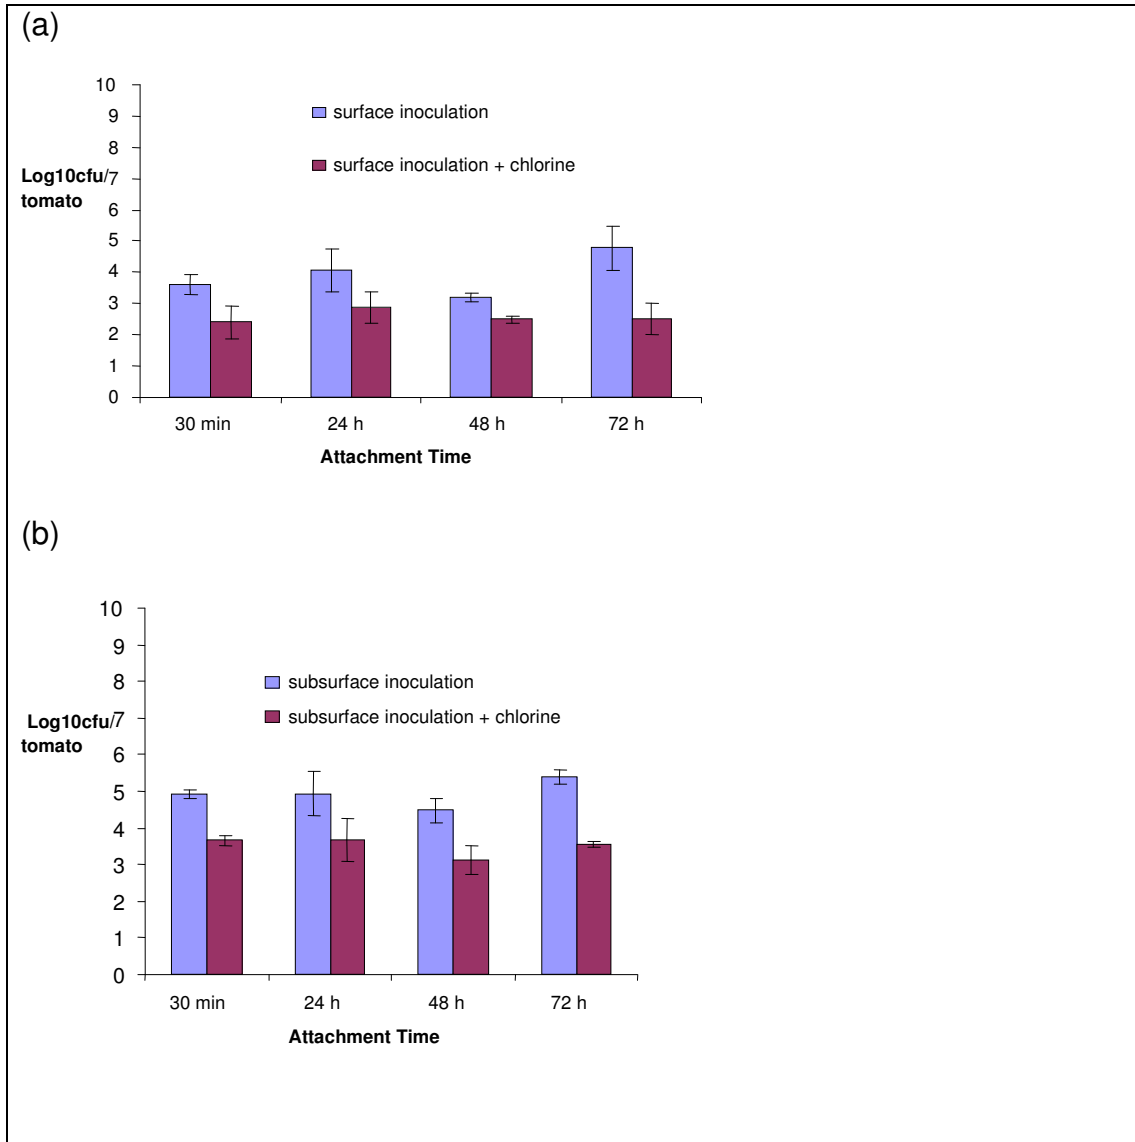 (a)
10
9
8
7
6
5
4
3
2
1
0
Log10cfu/
tomato
surface inoculation
surface inoculation + chlorine
30 min 24 h 48 h 72 h
Attachment Time
(b)
10
9
8
7
6
5
4
3
2
1
0
Log10cfu/
tomato
subsurface inoculation
subsurface inoculation + chlorine
30 min 24 h 48 h 72 h
Attachment Time